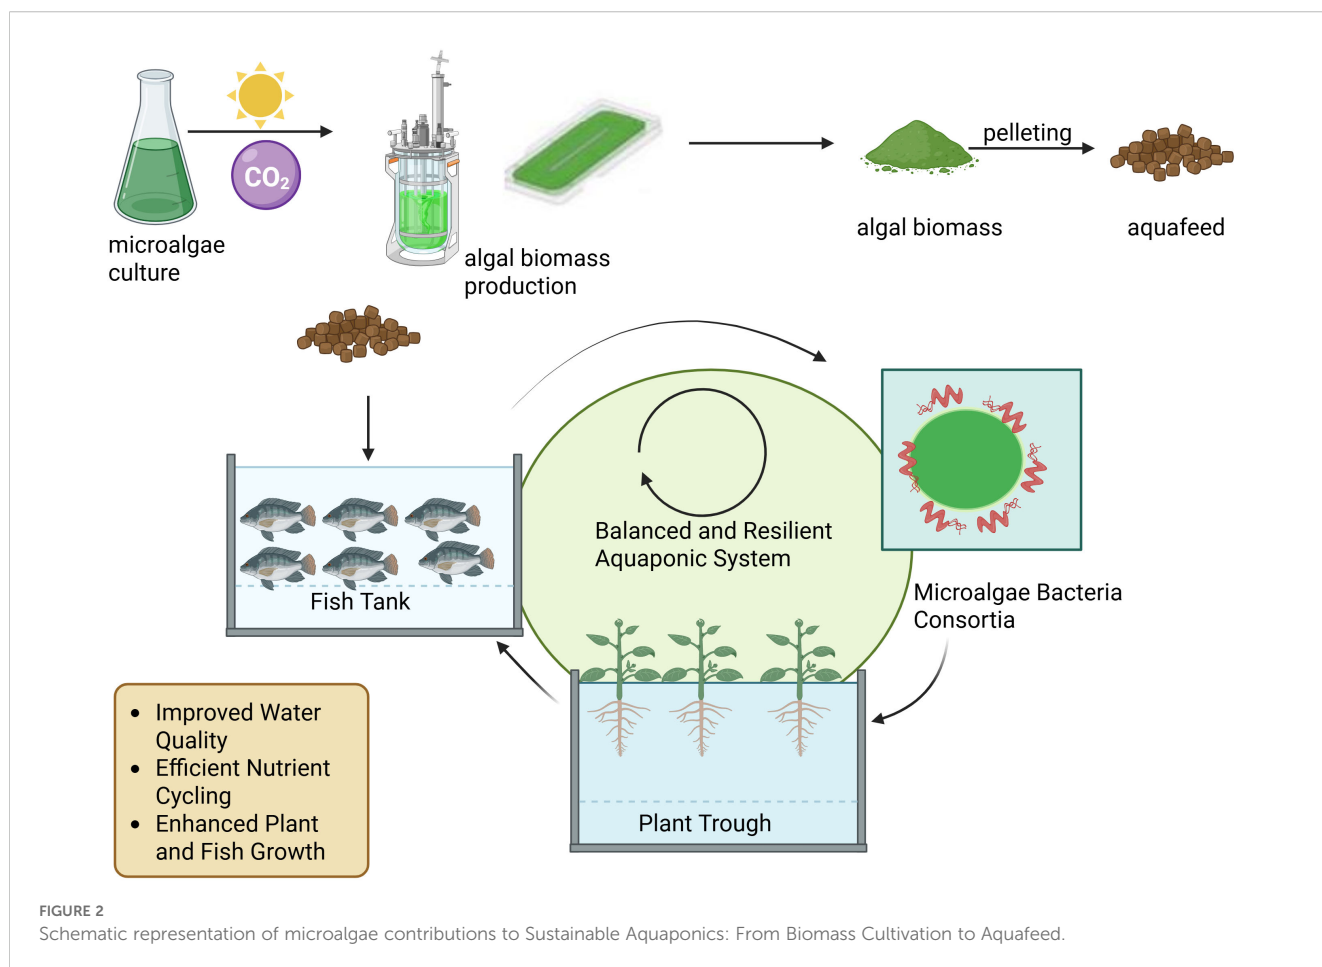 CO₂
pelleting
microalgae
culture
algal biomass
production
algal biomass
aquafeed
Balanced and Resilient
Aquaponic System
Fish Tank
Microalgae Bacteria
Consortia
• Improved Water
Quality
• Efficient Nutrient
Cycling
• Enhanced Plant
and Fish Growth
Plant Trough
FIGURE 2
Schematic representation of microalgae contributions to Sustainable Aquaponics: From Biomass Cultivation to Aquafeed.